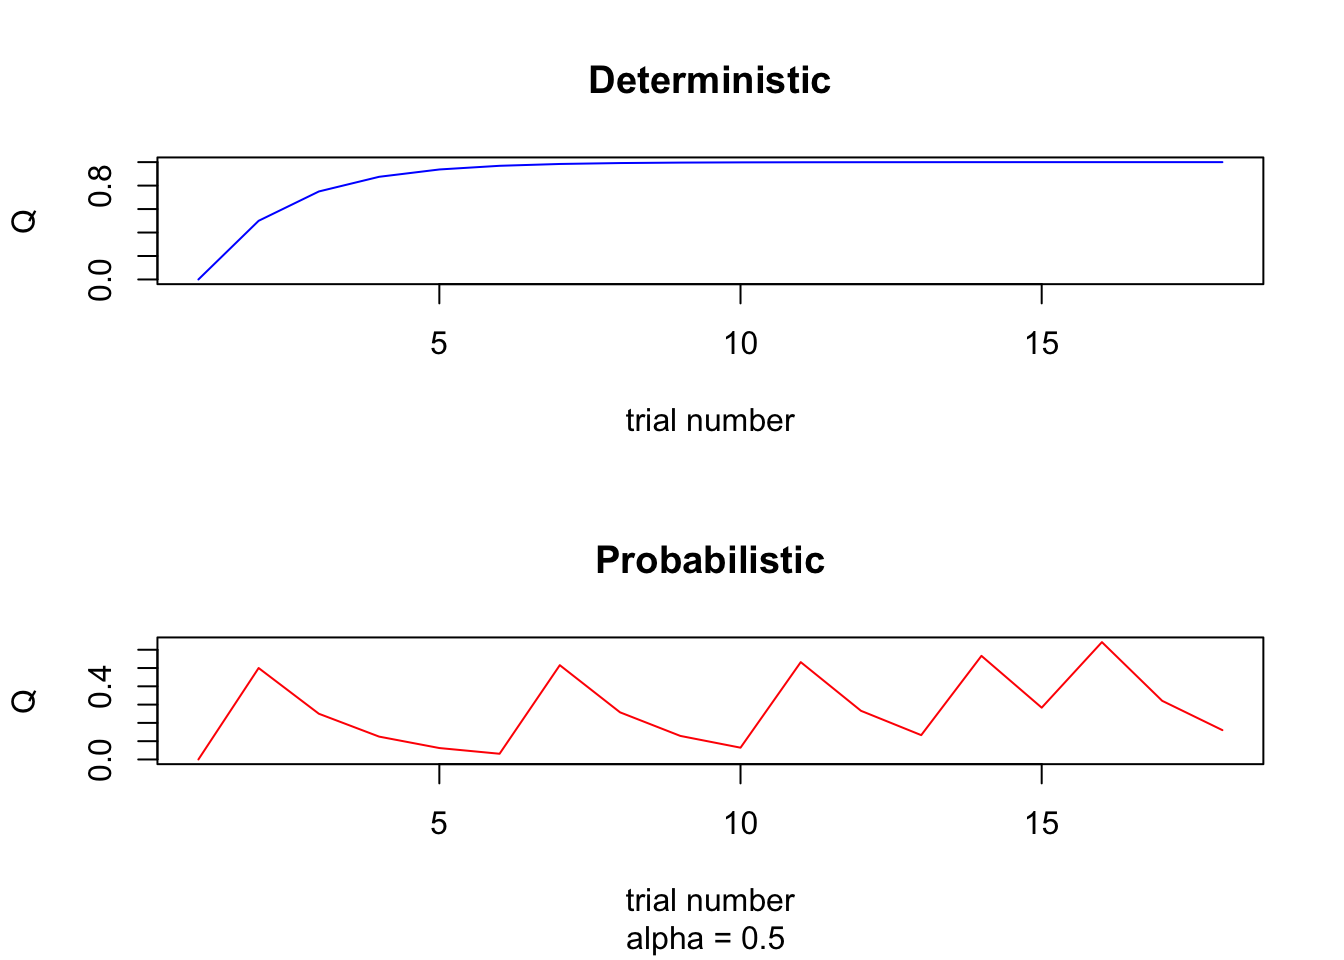 Deterministic
Q
0.8
0.0
5 10 15
trial number
Probabilistic
Q
0.4
0.0
5 10 15
trial number
alpha = 0.5